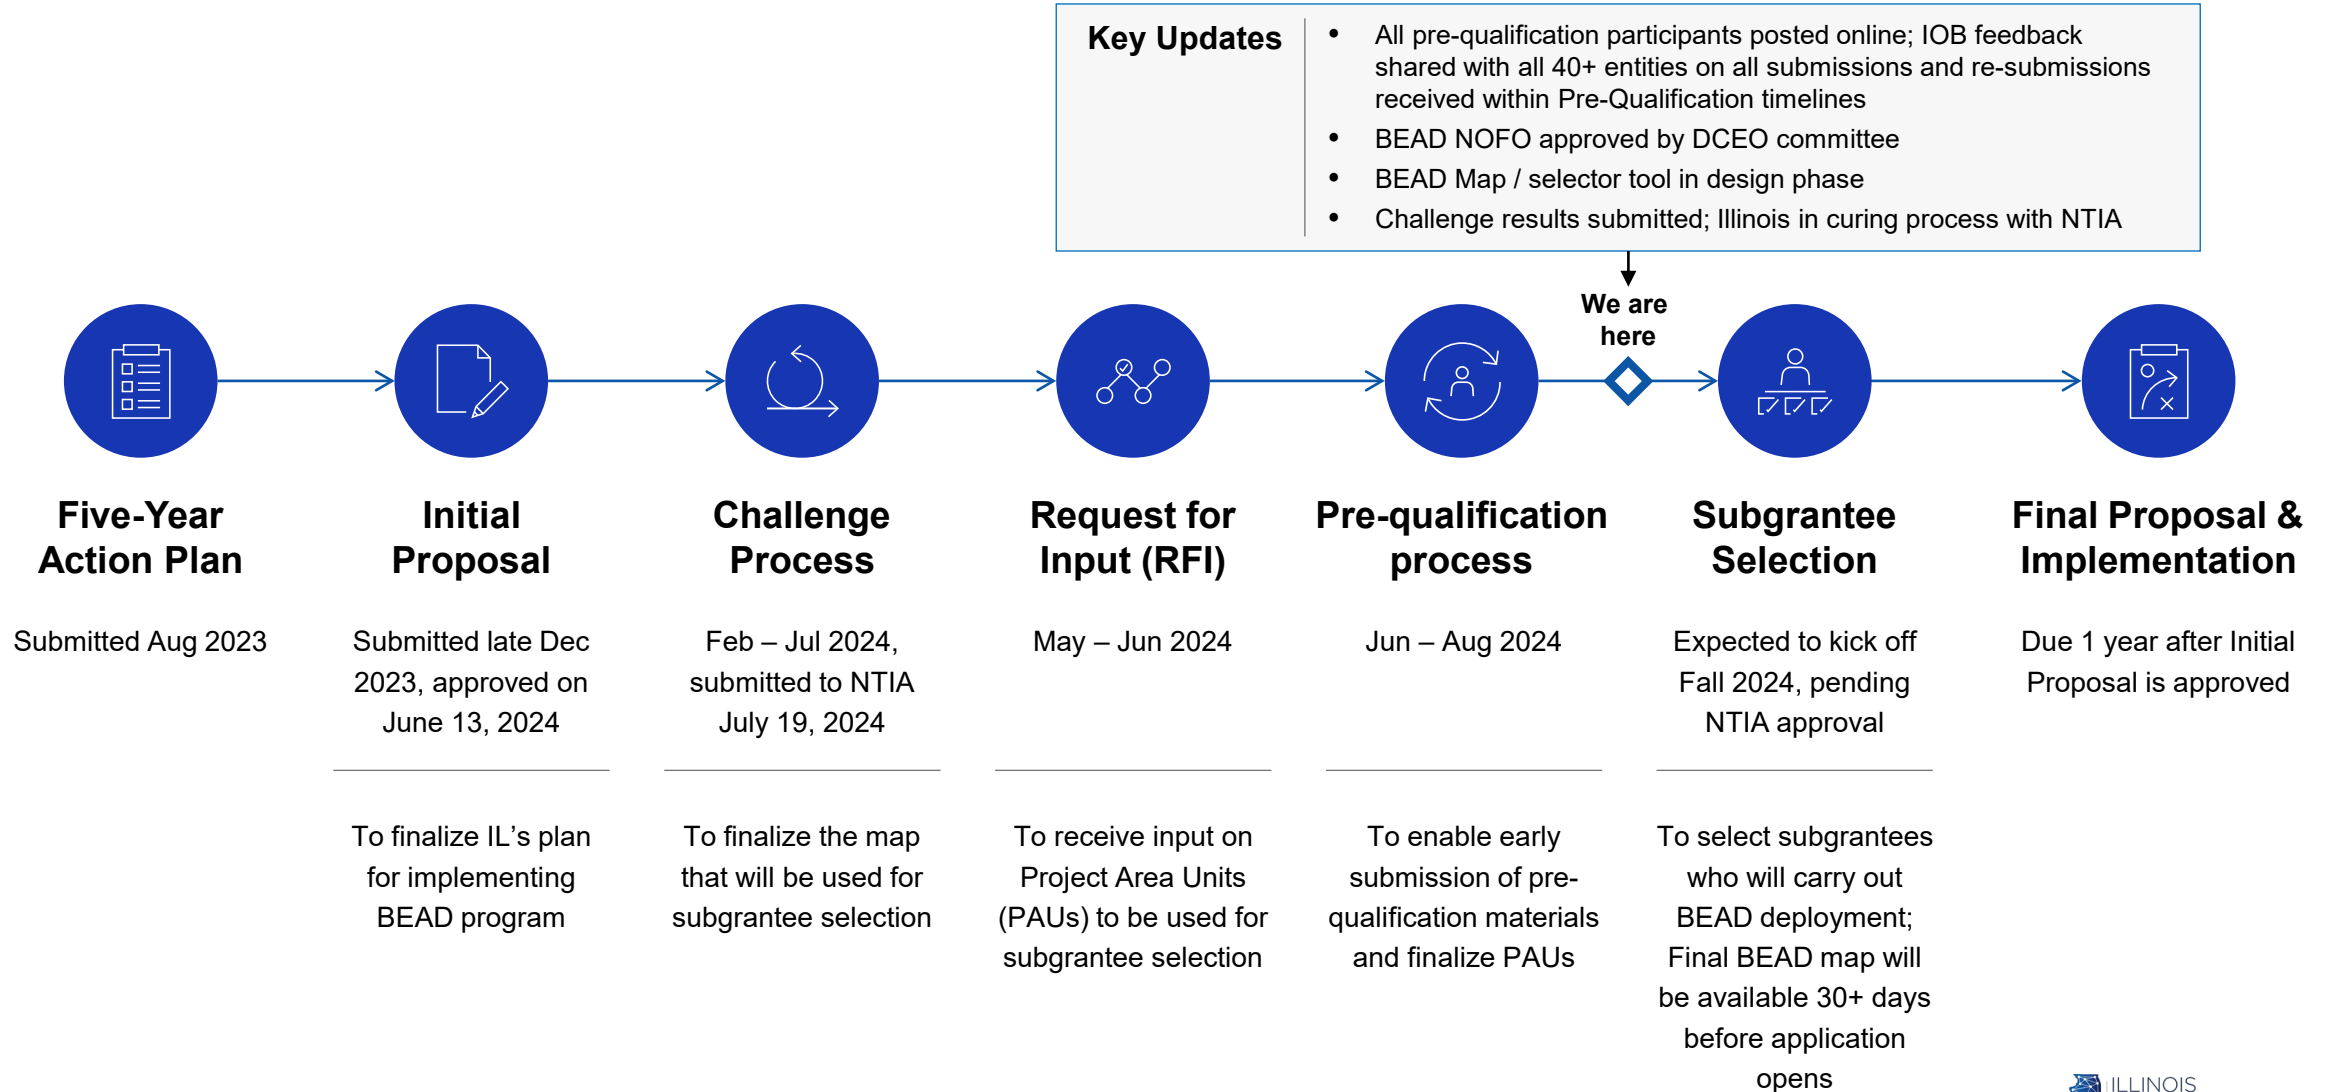 Key Updates
• All pre-qualification participants posted online; IOB feedback
shared with all 40+ entities on all submissions and re-submissions
received within Pre-Qualification timelines
• BEAD NOFO approved by DCEO committee
• BEAD Map / selector tool in design phase
• Challenge results submitted; Illinois in curing process with NTIA
We are
here
Five-Year
Action Plan
Submitted Aug 2023
Initial
Proposal
Submitted late Dec
2023, approved on
June 13, 2024
To finalize IL’s plan
for implementing
BEAD program
Challenge
Process
Feb – Jul 2024,
submitted to NTIA
July 19, 2024
To finalize the map
that will be used for
subgrantee selection
Request for
Input (RFI)
May – Jun 2024
To receive input on
Project Area Units
(PAUs) to be used for
subgrantee selection
Pre-qualification
process
Jun – Aug 2024
To enable early
submission of pre-
qualification materials
and finalize PAUs
Subgrantee
Selection
Expected to kick off
Fall 2024, pending
NTIA approval
To select subgrantees
who will carry out
BEAD deployment;
Final BEAD map will
be available 30+ days
before application
opens
Final Proposal &
Implementation
Due 1 year after Initial
Proposal is approved
ILLINOIS